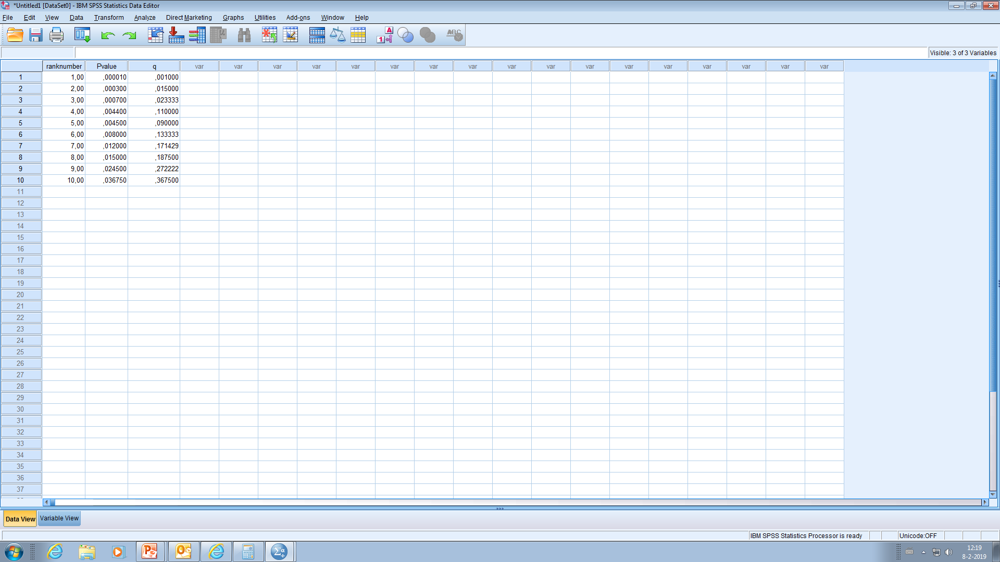 *Untitled1 [DataSet0] - IBM SPSS Statistics Data Editor
File Edit View Data Transform Analyze Direct Marketing Graphs Utilities Add-ons Window Help
Visible: 3 of 3 Variables
ranknumber Pvalue q var var var var var var var var var var var var var var var var var
1 1,00 ,000010 ,001000
2 2,00 ,000300 ,015000
3 3,00 ,000700 ,023333
4 4,00 ,004400 ,110000
5 5,00 ,004500 ,090000
6 6,00 ,008000 ,133333
7 7,00 ,012000 ,171429
8 8,00 ,015000 ,187500
9 9,00 ,024500 ,272222
10 10,00 ,036750 ,367500
11
12
13
14
15
16
17
18
19
20
21
22
23
24
25
26
27
28
29
30
31
32
33
34
35
36
37
Data View Variable View
IBM SPSS Statistics Processor is ready Unicode:OFF
12:19
8-2-2019